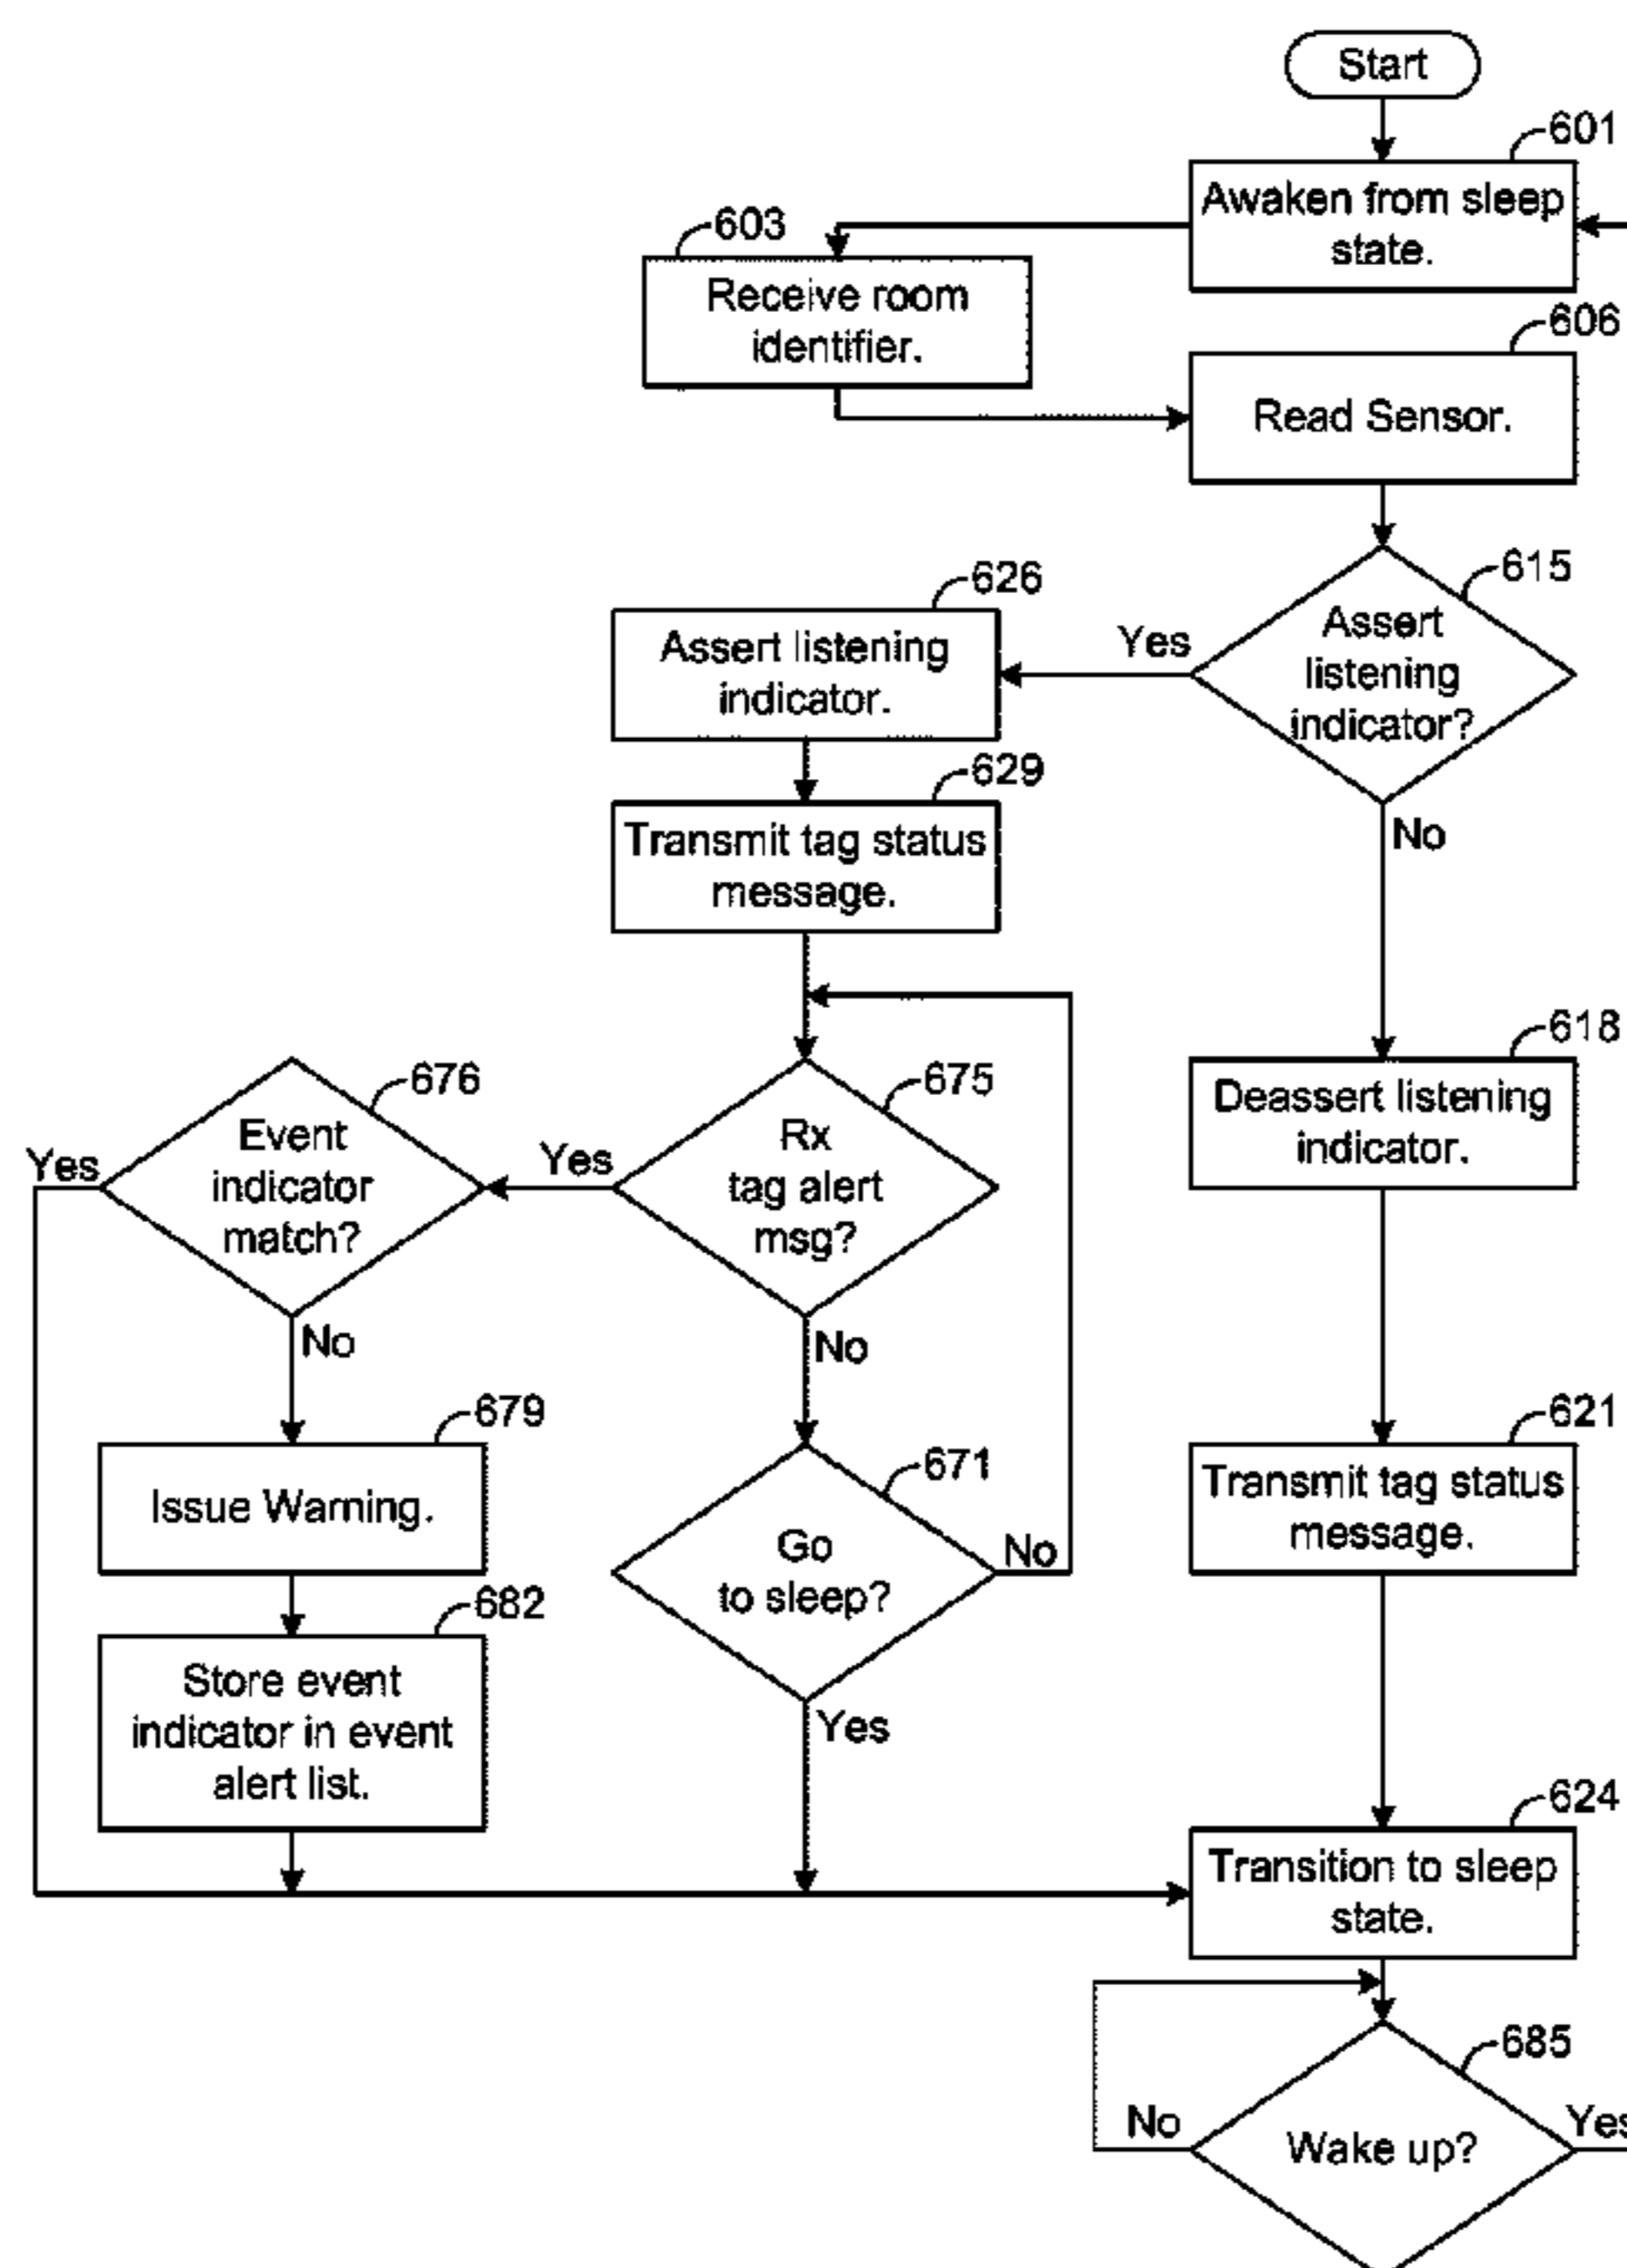 Start
601
Awaken from sleep
state.
603
Receive room
identifier.
606
Read Sensor.
615
Assert
listening
indicator?
Yes
No
626
Assert listening
indicator.
629
Transmit tag status
message.
618
Deassert listening
indicator.
675
Rx
tag alert
msg?
Yes
No
676
Event
indicator
match?
Yes
No
679
Issue Warning.
671
Go
to sleep?
No
Yes
621
Transmit tag status
message.
682
Store event
indicator in event
alert list.
624
Transition to sleep
state.
685
Wake up?
No
Yes